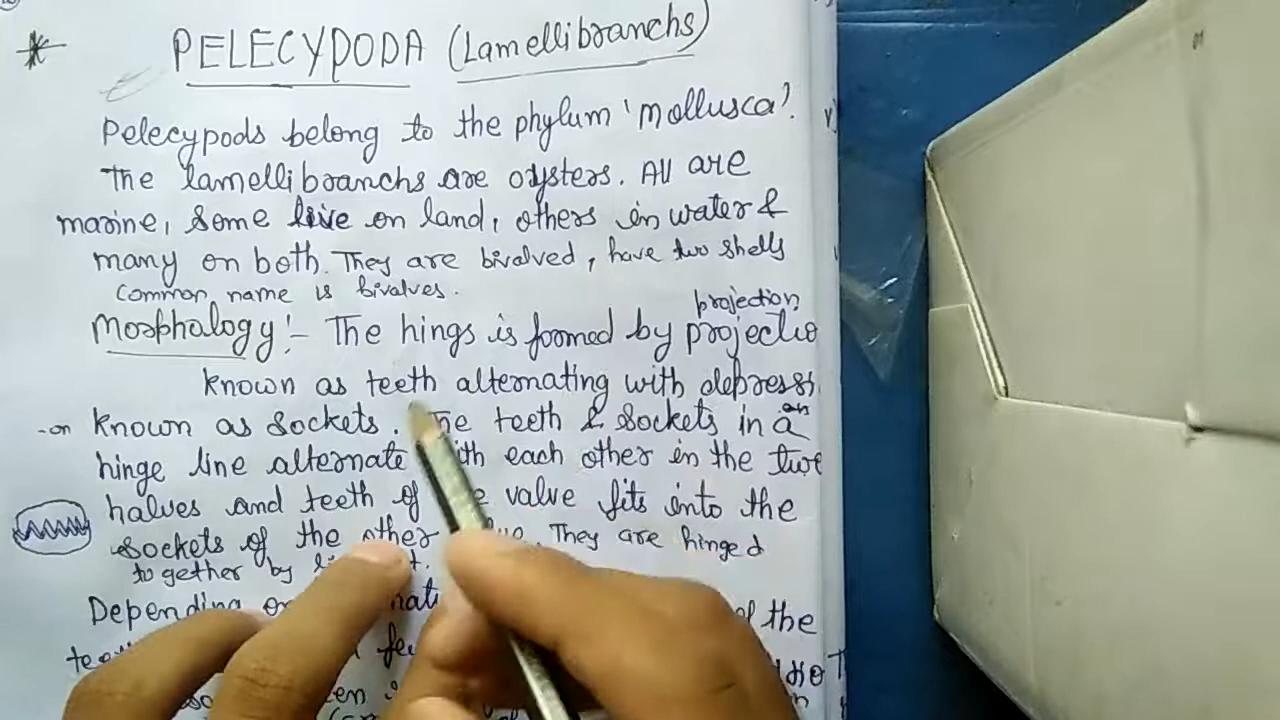 PELECYPODA (Lamellibranchs)
Pelecypods belong to the phylum 'Mollusca'.
The lamellibranchs are oysters. All are
marine, some live on land, others in water &
many on both. They are bivalved, have two shells
common name is bivalves.
projection
Morphalogy:- The hings is formed by projectio
known as teeth alternating with depressi
-on known as sockets. The teeth & sockets in a
hinge line alternate with each other in the two
halves and teeth of valve fits into the
sockets of the other. They are hinged
together by
Depending of the